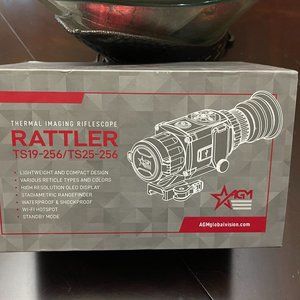 THERMAL IMAGING RIFLESCOPE
RATTLER
TS19-256/TS25-256
• LIGHTWEIGHT AND COMPACT DESIGN
• VARIOUS RETICLE TYPES AND COLORS
• HIGH RESOLUTION OLED DISPLAY
• STADIAMETRIC RANGEFINDER
• WATERPROOF & SHOCKPROOF
• WI-FI HOTSPOT
• STANDBY MODE
AGM
AGMglobalvision.com